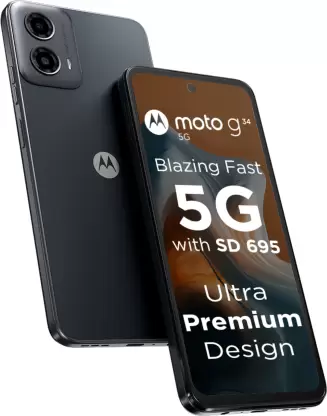 moto g34
5G
Blazing Fast
5G
with SD 695
Ultra
Premium
Design